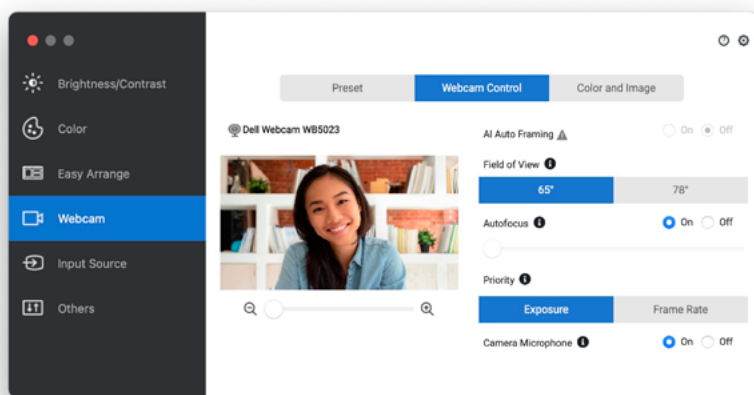 Brightness/Contrast
Color
Easy Arrange
Webcam
Input Source
Others
Preset
Webcam Control
Color and Image
Dell Webcam WB5023
AI Auto Framing
On Off
Field of View
65°
78°
Autofocus
On Off
Priority
Exposure
Frame Rate
Camera Microphone
On Off